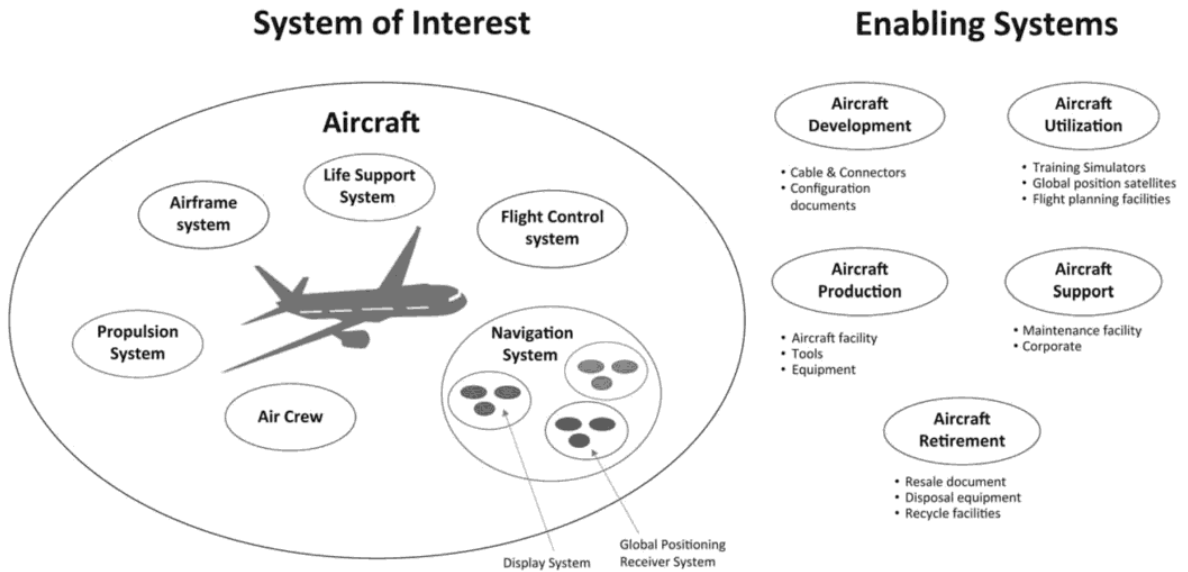 System of Interest
Enabling Systems
Aircraft
Life Support
System
Airframe
system
Flight Control
system
Propulsion
System
Navigation
System
Air Crew
Display System
Global Positioning
Receiver System
Aircraft
Development
• Cable & Connectors
• Configuration
documents
Aircraft
Utilization
• Training Simulators
• Global position satellites
• Flight planning facilities
Aircraft
Production
• Aircraft facility
• Tools
• Equipment
Aircraft
Support
• Maintenance facility
• Corporate
Aircraft
Retirement
• Resale document
• Disposal equipment
• Recycle facilities